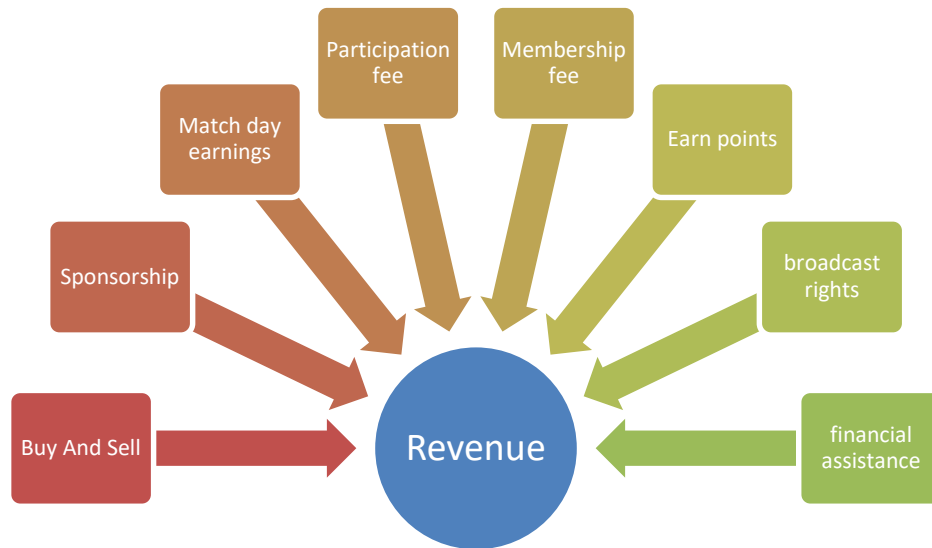 Participation
fee
Membership
fee
Match day
earnings
Earn points
Sponsorship
broadcast
rights
Buy And Sell
Revenue
financial
assistance